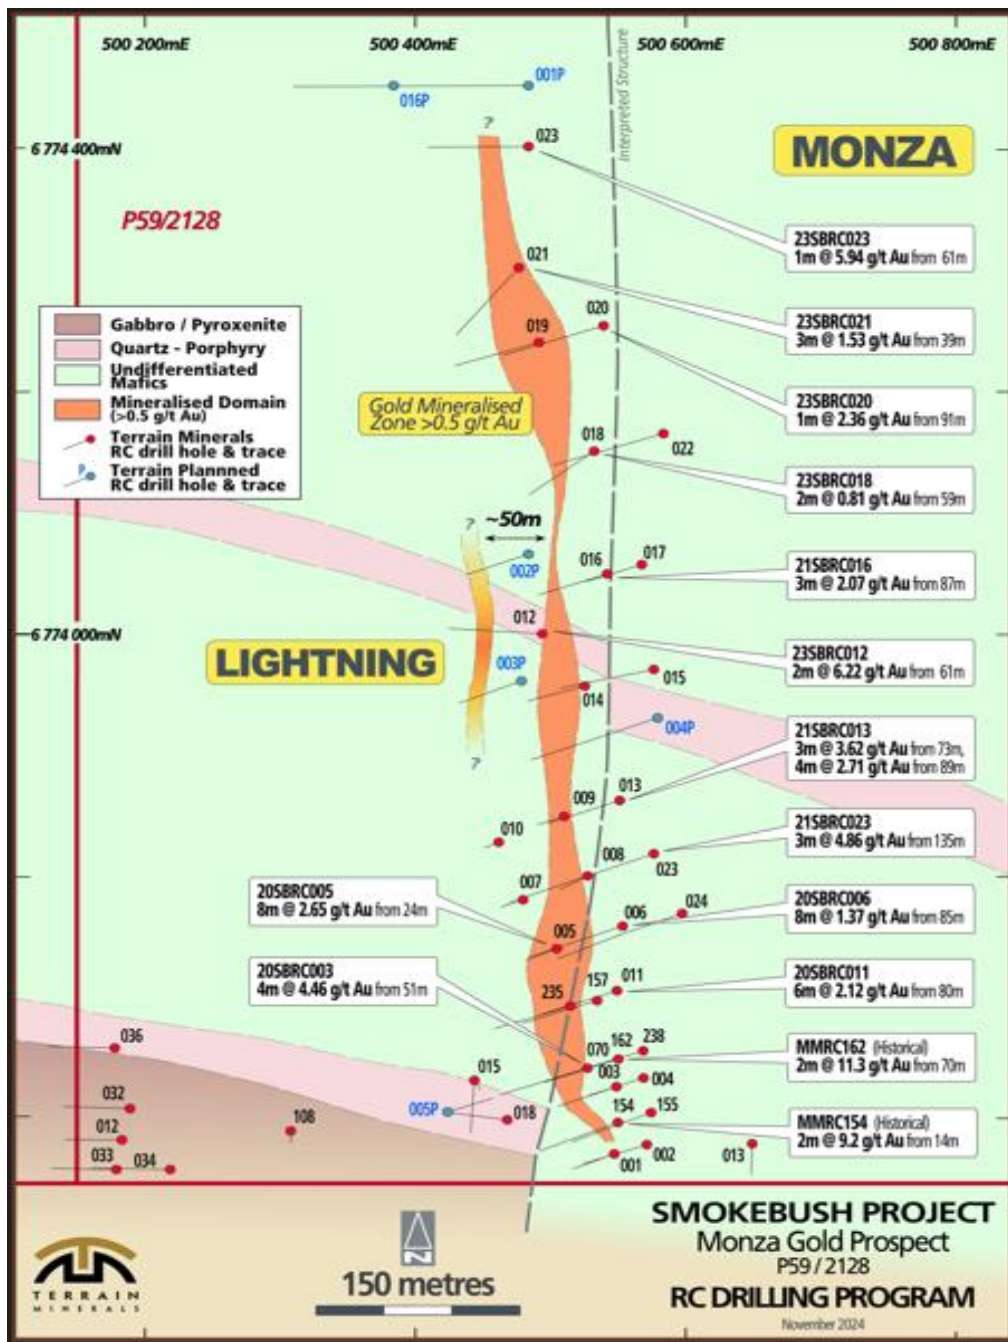 500 200mE
500 400mE
500 600mE
500 800mE
001P
016P
Interpreted Structure
?
023
6 774 400mN
MONZA
P59/2128
23SBRC023
1m @ 5.94 g/t Au from 61m
021
Gabbro / Pyroxenite
Quartz - Porphyry
Undifferentiated
Mafics
Mineralised Domain
(>0.5 g/t Au)
Terrain Minerals
RC drill hole & trace
P
Terrain Plannned
RC drill hole & trace
020
019
23SBRC021
3m @ 1.53 g/t Au from 39m
Gold Mineralised
Zone >0.5 g/t Au
23SBRC020
1m @ 2.36 g/t Au from 91m
018
022
23SBRC018
2m @ 0.81 g/t Au from 59m
?
~50m
002P
016
017
21SBRC016
3m @ 2.07 g/t Au from 87m
012
6 774 000mN
LIGHTNING
003P
23SBRC012
2m @ 6.22 g/t Au from 61m
014
015
004P
?
21SBRC013
3m @ 3.62 g/t Au from 73m,
4m @ 2.71 g/t Au from 89m
009
013
010
008
023
21SBRC023
3m @ 4.86 g/t Au from 135m
20SBRC005
8m @ 2.65 g/t Au from 24m
007
005
006
024
20SBRC006
8m @ 1.37 g/t Au from 85m
20SBRC003
4m @ 4.46 g/t Au from 51m
235
157
011
20SBRC011
6m @ 2.12 g/t Au from 80m
036
070
162
238
MMRC162 (Historical)
2m @ 11.3 g/t Au from 70m
015
003
004
032
005P
018
154
155
MMRC154 (Historical)
2m @ 9.2 g/t Au from 14m
012
108
033
034
001
002
013
SMOKEBUSH PROJECT
Monza Gold Prospect
P59 / 2128
RC DRILLING PROGRAM
November 2024
N
150 metres
TERRAIN
MINERALS